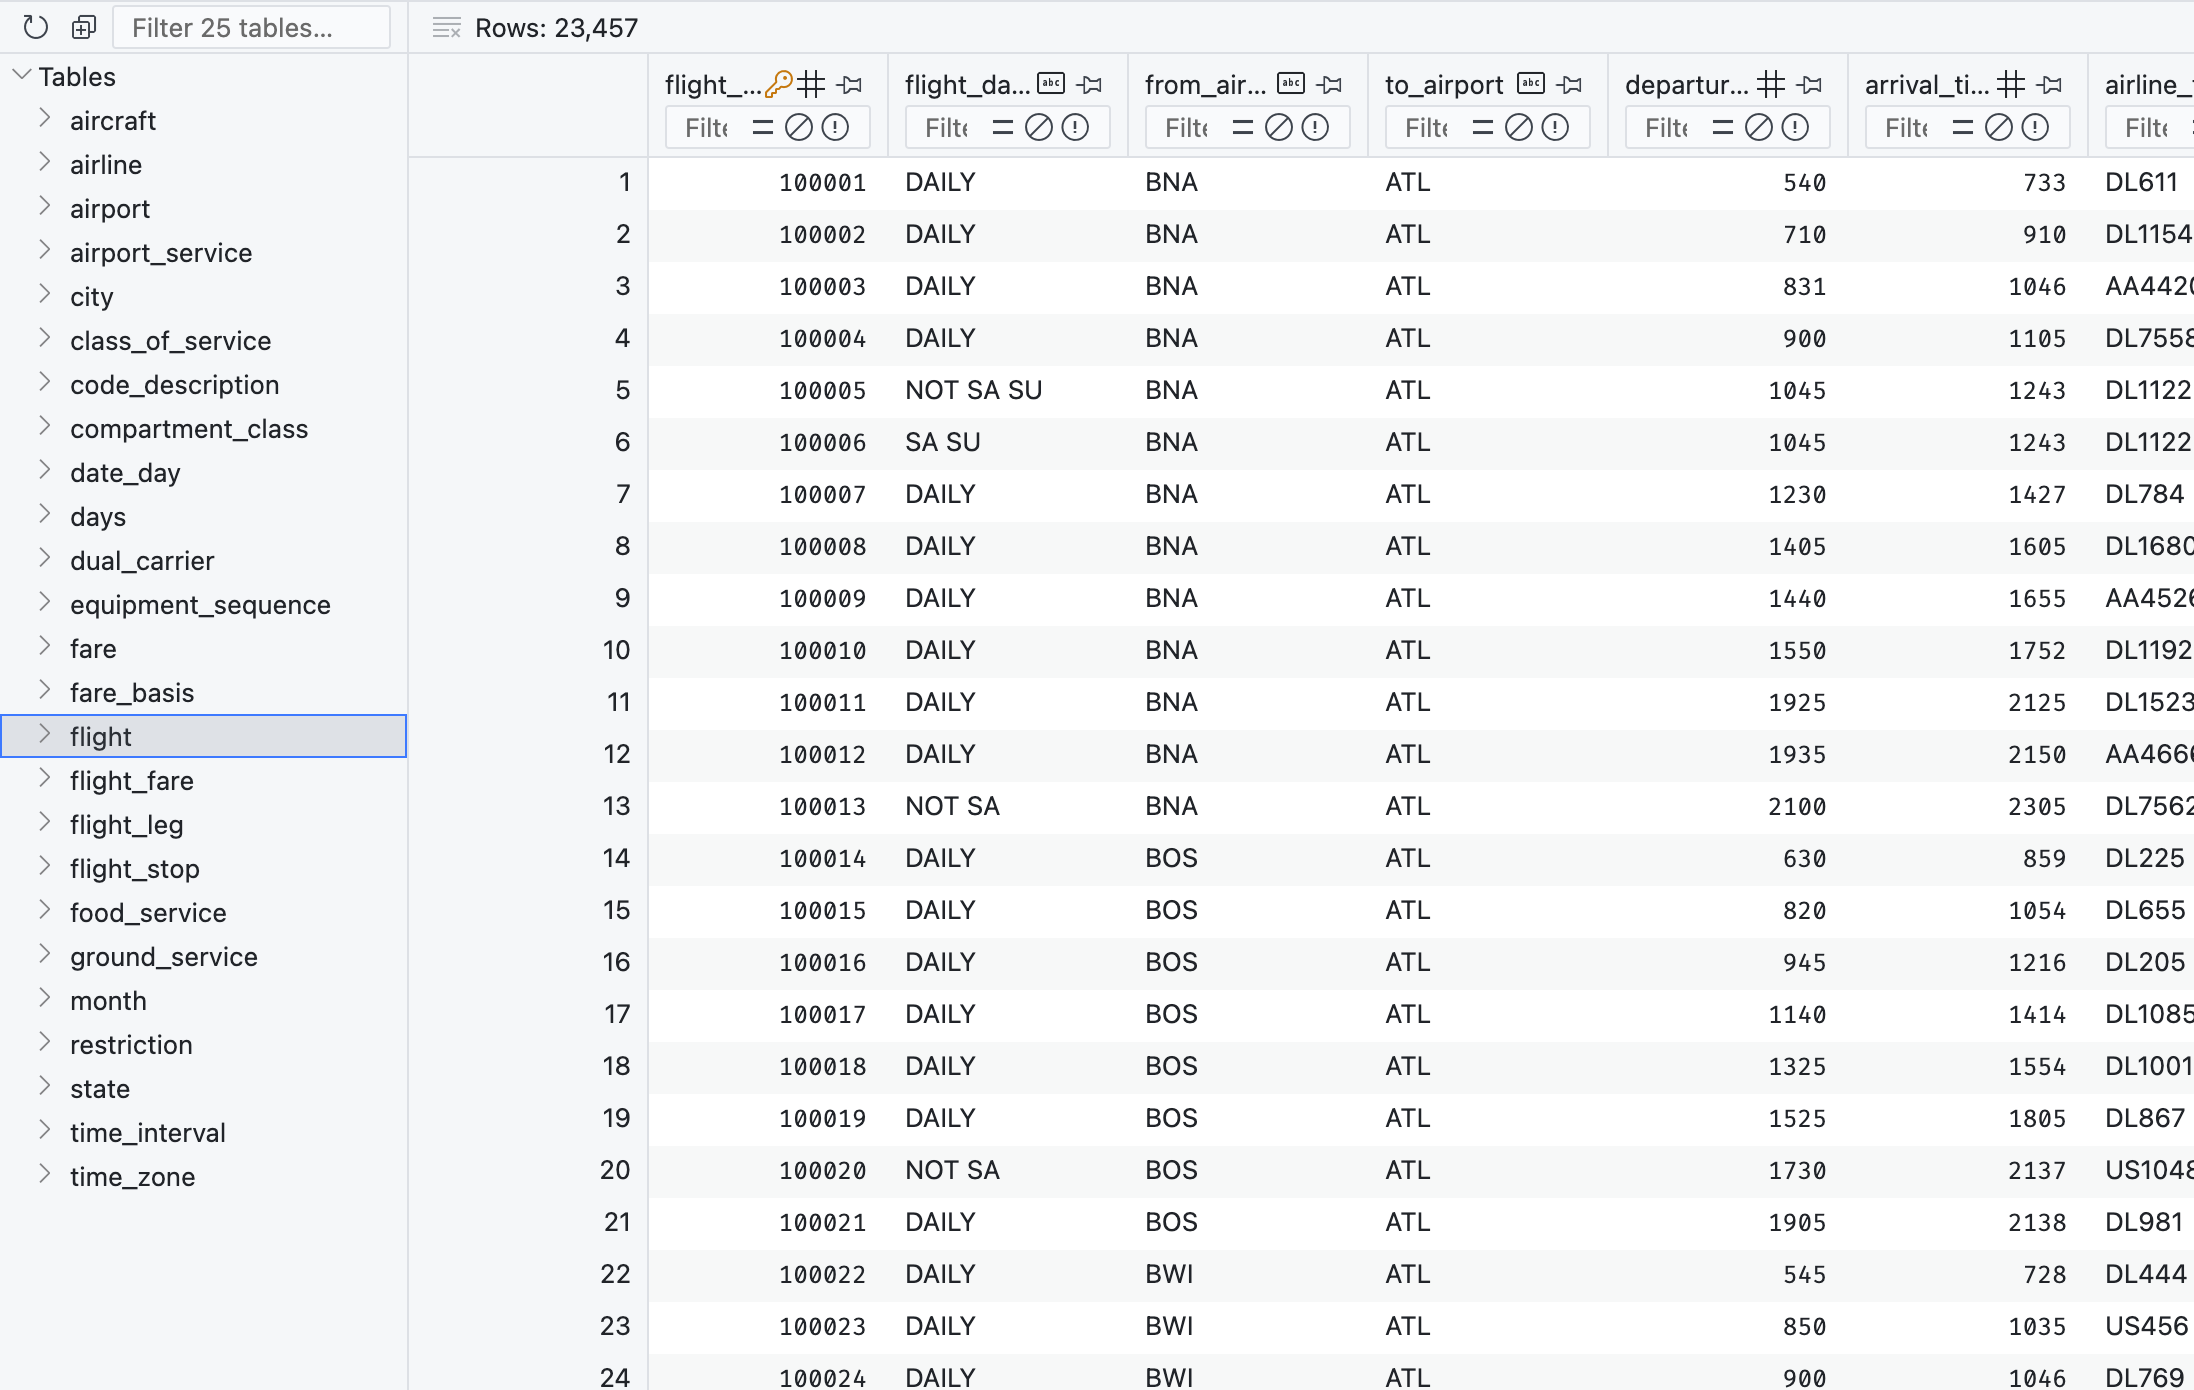 Filter 25 tables...
Rows: 23,457
Tables
aircraft
airline
airport
airport_service
city
class_of_service
code_description
compartment_class
date_day
days
dual_carrier
equipment_sequence
fare
fare_basis
flight
flight_fare
flight_leg
flight_stop
food_service
ground_service
month
restriction
state
time_interval
time_zone
flight_... flight_da... abc from_air... abc to_airport abc departur... arrival_ti... airline_
1 100001 DAILY BNA ATL 540 733 DL611
2 100002 DAILY BNA ATL 710 910 DL1154
3 100003 DAILY BNA ATL 831 1046 AA442
4 100004 DAILY BNA ATL 900 1105 DL755
5 100005 NOT SA SU BNA ATL 1045 1243 DL1122
6 100006 SA SU BNA ATL 1045 1243 DL1122
7 100007 DAILY BNA ATL 1230 1427 DL784
8 100008 DAILY BNA ATL 1405 1605 DL1680
9 100009 DAILY BNA ATL 1440 1655 AA452
10 100010 DAILY BNA ATL 1550 1752 DL1192
11 100011 DAILY BNA ATL 1925 2125 DL1523
12 100012 DAILY BNA ATL 1935 2150 AA466
13 100013 NOT SA BNA ATL 2100 2305 DL7562
14 100014 DAILY BOS ATL 630 859 DL225
15 100015 DAILY BOS ATL 820 1054 DL655
16 100016 DAILY BOS ATL 945 1216 DL205
17 100017 DAILY BOS ATL 1140 1414 DL1085
18 100018 DAILY BOS ATL 1325 1554 DL1001
19 100019 DAILY BOS ATL 1525 1805 DL867
20 100020 NOT SA BOS ATL 1730 2137 US104
21 100021 DAILY BOS ATL 1905 2138 DL981
22 100022 DAILY BWI ATL 545 728 DL444
23 100023 DAILY BWI ATL 850 1035 US456
24 100024 DAILY BWI ATL 900 1046 DL769